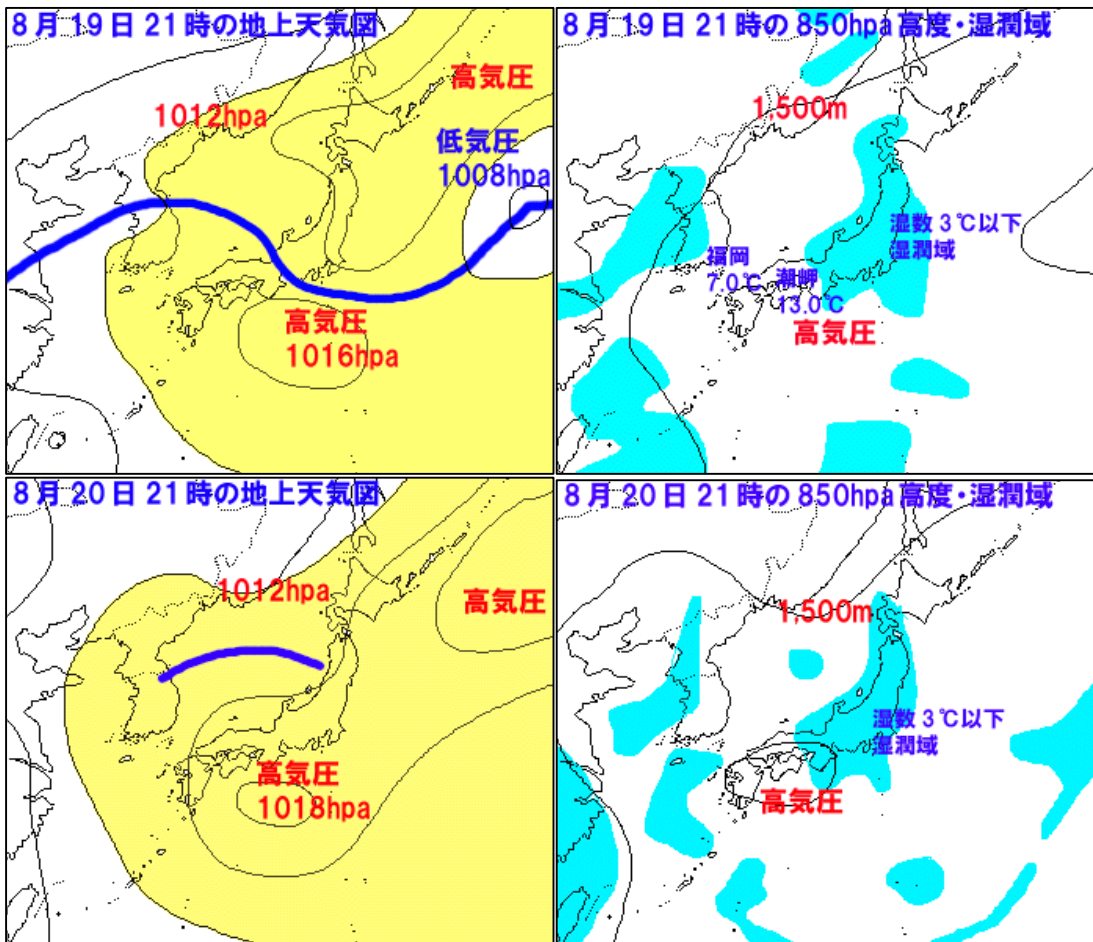 8月19日21時の地上天気図
高気圧
1012hpa
低気圧
1008hpa
高気圧
1016hpa
8月19日21時の850hpa高度・湿潤域
1,500m
湿数3℃以下
湿潤域
福岡
7.0℃
潮岬
13.0℃
高気圧
8月20日21時の地上天気図
1012hpa
高気圧
高気圧
1018hpa
8月20日21時の850hpa高度・湿潤域
1,500m
湿数3℃以下
湿潤域
高気圧